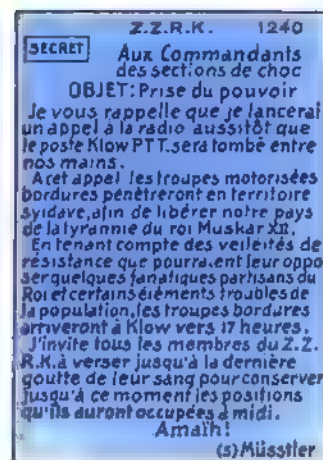 Z.Z.R.K. 1240
SECRET
Aux Commandants
des sections de choc
OBJET: Prise du pouvoir
Je vous rappelle que je lancerai
un appel à la radio aussitôt que
le poste Klow PTT. sera tombé entre
nos mains.
A cet appel les troupes motorisées
bordures pénètreront en territoire
syldave, afin de libérer notre pays
de la tyrannie du roi Muskar XII.
En tenant compte des velléités de
résistance que pourraient leur oppo
ser quelques fanatiques partisans du
Roi et certains éléments troubles de
la population, les troupes bordures
arriveront à Klow vers 17 heures.
J'invite tous les membres du Z.Z.
R.K. à verser jusqu'à la dernière
goutte de leur sang pour conserver
jusqu'à ce moment les positions
qu'ils auront occupées à midi.
Amaïh!
(s) Müsstler